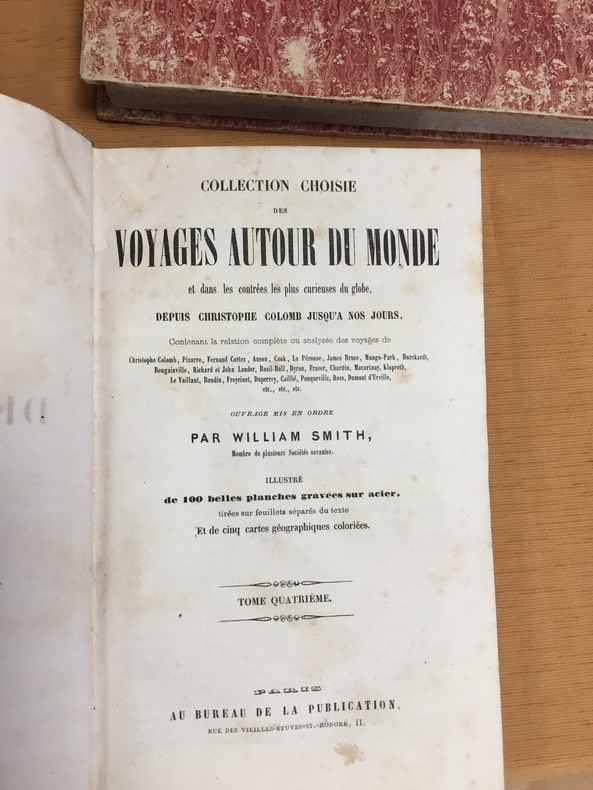 COLLECTION CHOISIE
DES
VOYAGES AUTOUR DU MONDE
et dans les contrées les plus curieuses du globe,
DEPUIS CHRISTOPHE COLOMB JUSQU'A NOS JOURS,
Contenant la relation complète ou analysée des voyages de
Christophe Colomb, Pizarre, Fernand Cortez, Anson, Cook, La Pérouse, James Bruce, Mungo-Park, Burckardt,
Bougainville, Richard et John Lander, Basil-Hall, Byron, Fraser, Chardin, Macartnay, Klaproth,
Le Vaillant, Baudin, Freycinet, Duperrey, Caillié, Pouqueville, Ross, Dumont d'Urville,
etc., etc., etc.
OUVRAGE MIS EN ORDRE
PAR WILLIAM SMITH,
Membre de plusieurs Sociétés savantes.
ILLUSTRÉ
de 100 belles planches gravées sur acier,
tirées sur feuillets séparés du texte
Et de cinq cartes géographiques coloriées.
TOME QUATRIÈME.
PARIS
AU BUREAU DE LA PUBLICATION,
RUE DES VIEILLES-ÉTUVES-ST.-HONORÉ, 11.